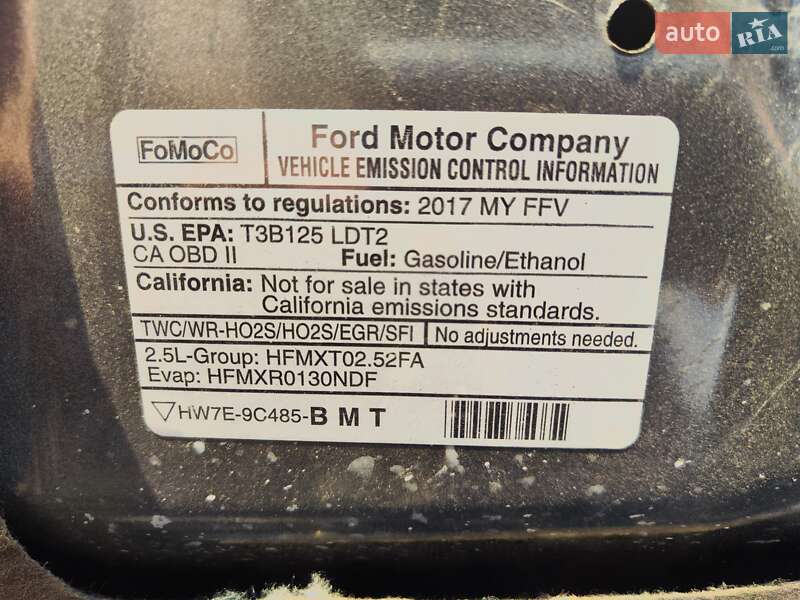 auto RIA.com
FoMoCo
Ford Motor Company
VEHICLE EMISSION CONTROL INFORMATION
Conforms to regulations: 2017 MY FFV
U.S. EPA: T3B125 LDT2
CA OBD II Fuel: Gasoline/Ethanol
California: Not for sale in states with
California emissions standards.
TWC/WR-HO2S/HO2S/EGR/SFI No adjustments needed.
2.5L-Group: HFMXT02.52FA
Evap: HFMXR0130NDF
HW7E-9C485-B M T